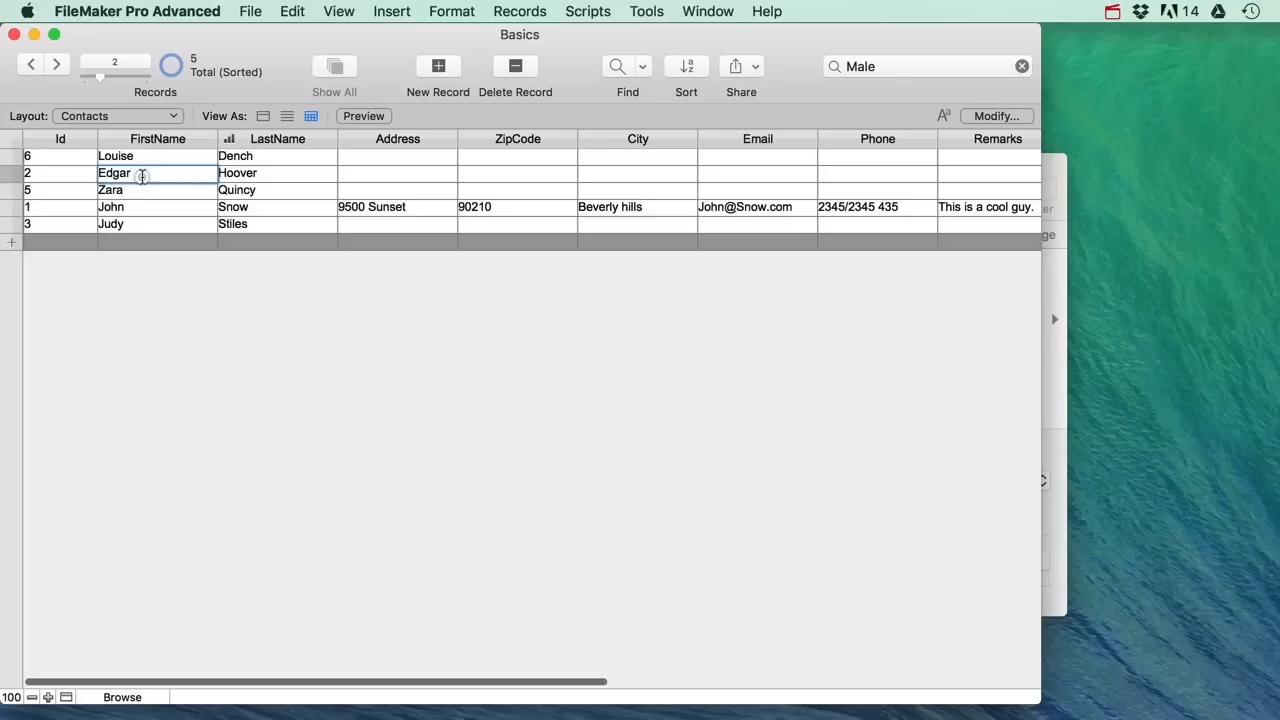 FileMaker Pro Advanced File Edit View Insert Format Records Scripts Tools Window Help 14
Basics
2 5 Total (Sorted) Male
Records Show All New Record Delete Record Find Sort Share
Layout: Contacts View As: Preview Aa Modify...
Id FirstName LastName Address ZipCode City Email Phone Remarks
6 Louise Dench
2 Edgar Hoover
5 Zara Quincy
1 John Snow 9500 Sunset 90210 Beverly hills John@Snow.com 2345/2345 435 This is a cool guy.
3 Judy Stiles
100 Browse